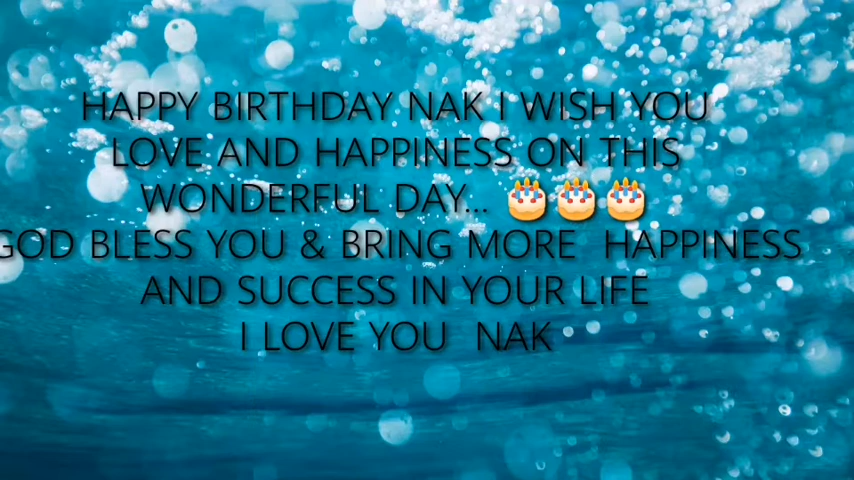 HAPPY BIRTHDAY NAK I WISH YOU
LOVE AND HAPPINESS ON THIS
WONDERFUL DAY... 🎂🎂🎂
GOD BLESS YOU & BRING MORE HAPPINESS
AND SUCCESS IN YOUR LIFE
I LOVE YOU NAK